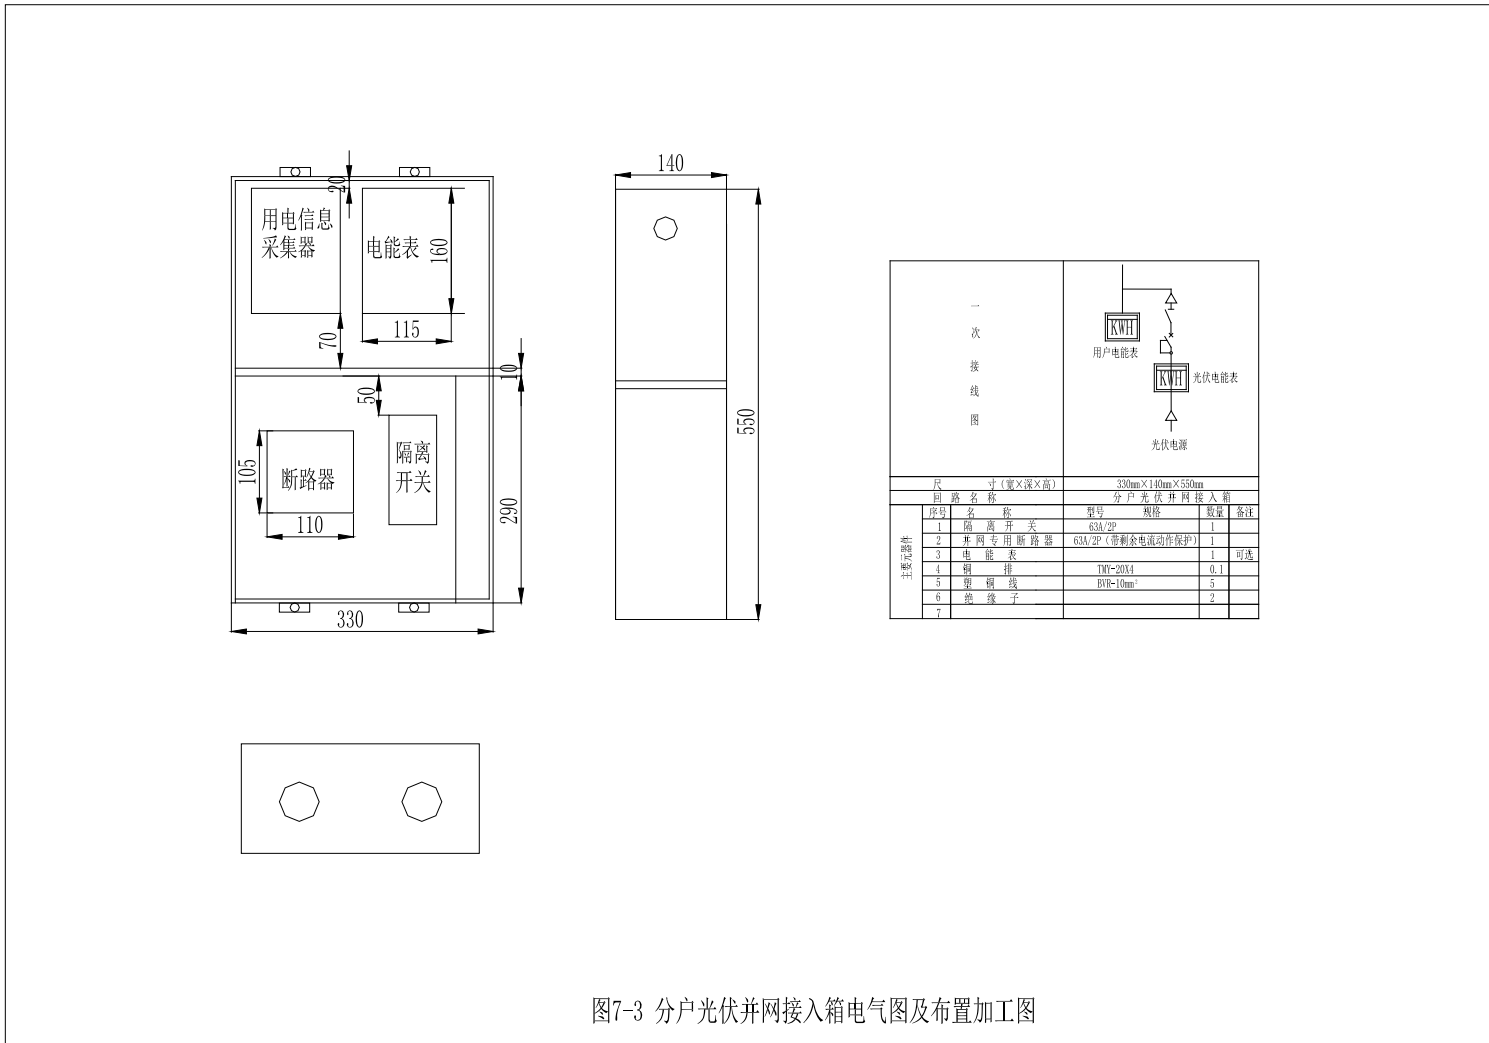 20
用电信息
采集器
电能表
160
115
70
10
50
隔离
开关
断路器
105
110
290
330
140
550
一次接线图
KWH
用户电能表
KWH
光伏电能表
光伏电源
尺 寸(宽×深×高) 330mm×140mm×550mm
回路名称 分户光伏并网接入箱
主要元器件
序号 名 称 型号 规格 数量 备注
1 隔离开关 63A/2P 1
2 并网专用断路器 63A/2P(带剩余电流动作保护) 1
3 电能表 1 可选
4 铜 排 TMY-20X4 0.1
5 塑铜线 BVR-10mm² 5
6 绝缘子 2
7
图7-3 分户光伏并网接入箱电气图及布置加工图